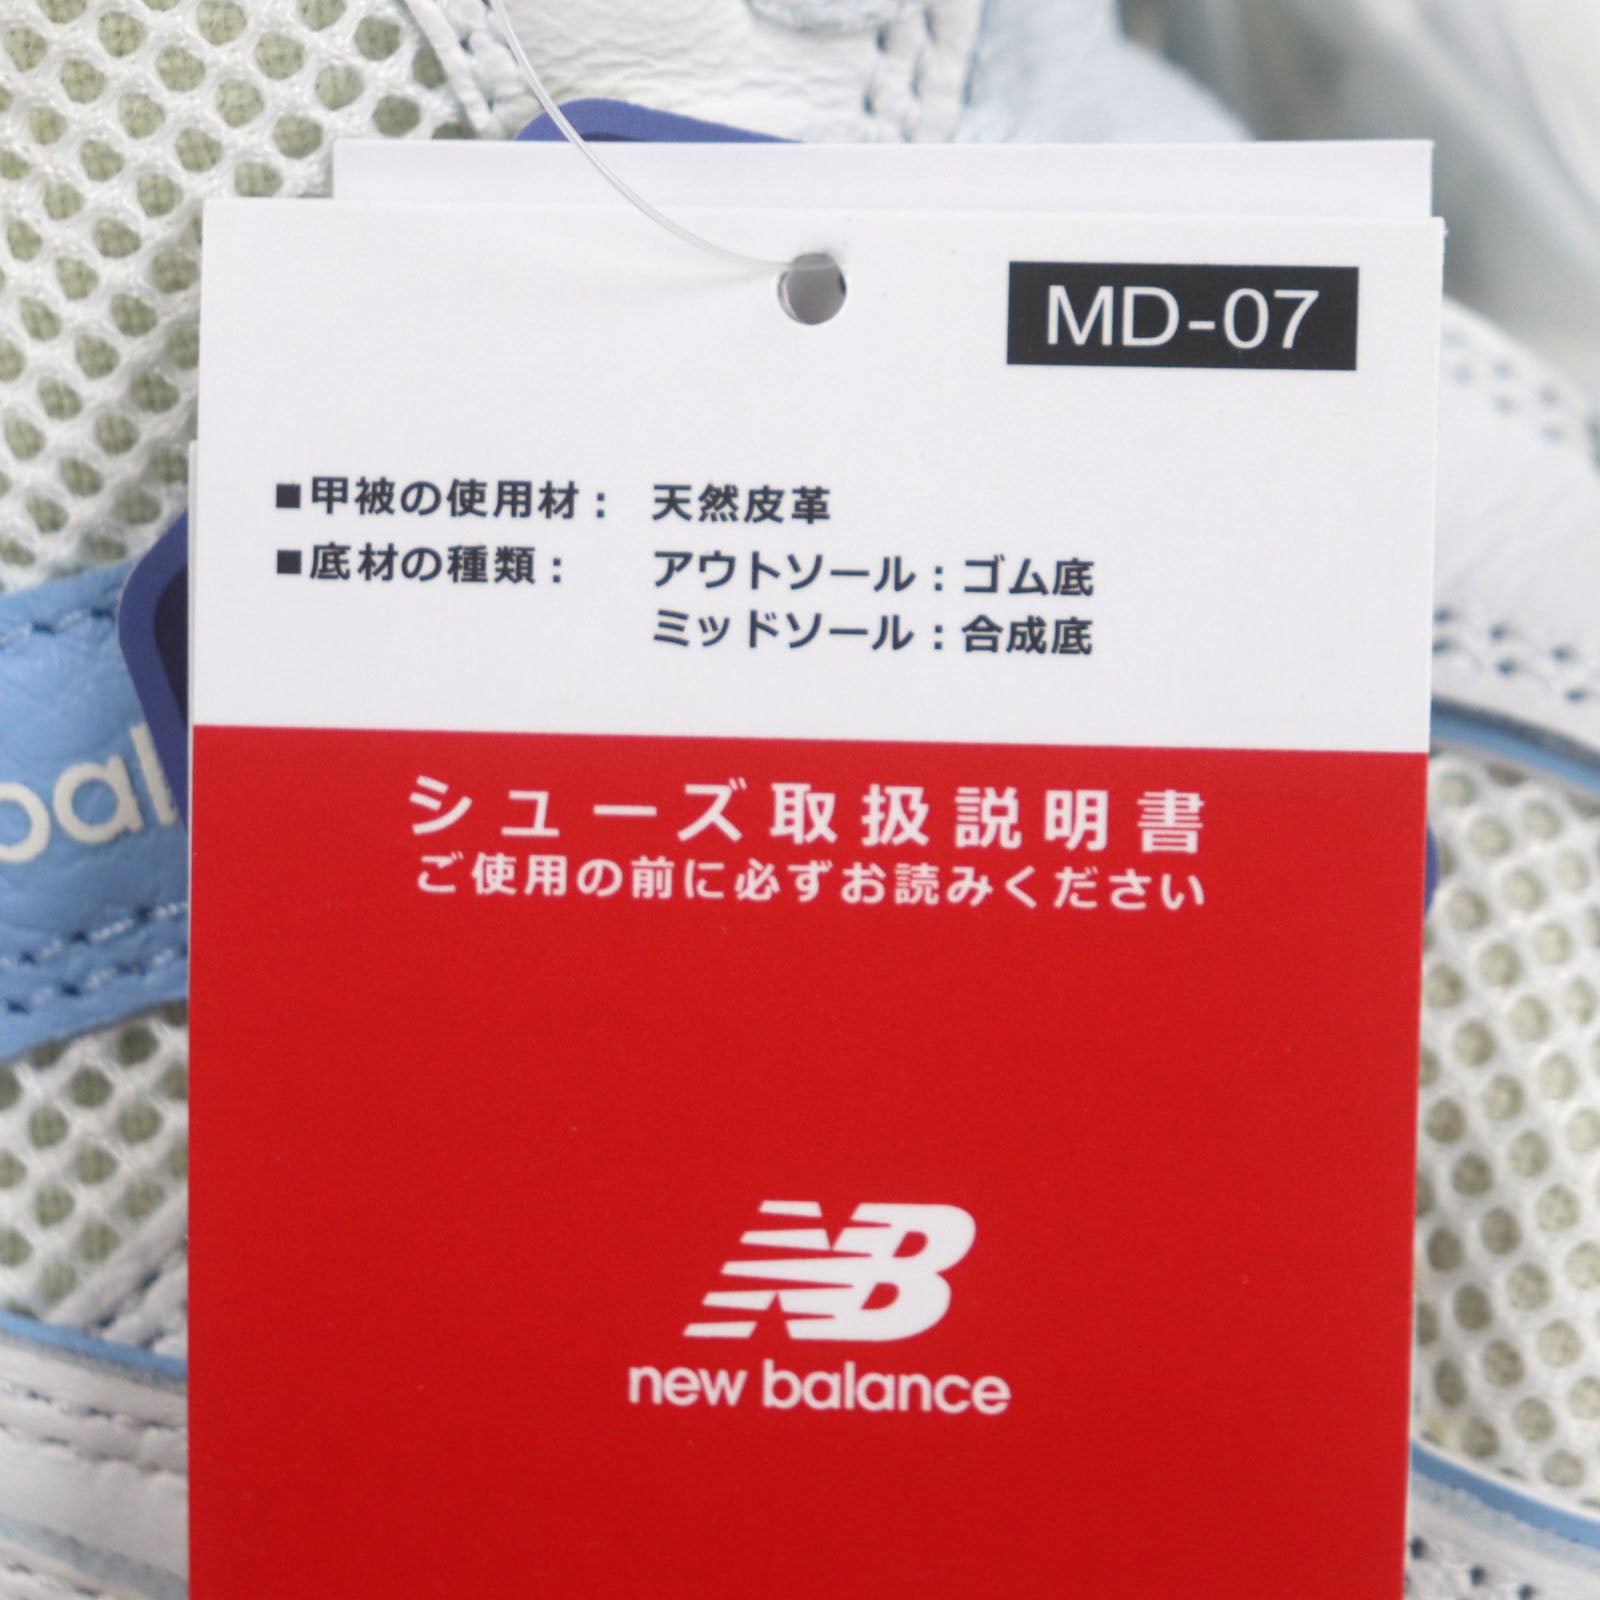 MD-07
■甲被の使用材： 天然皮革
■底材の種類： アウトソール：ゴム底
ミッドソール：合成底
シューズ取扱説明書
ご使用の前に必ずお読みください
NB
new balance
bal